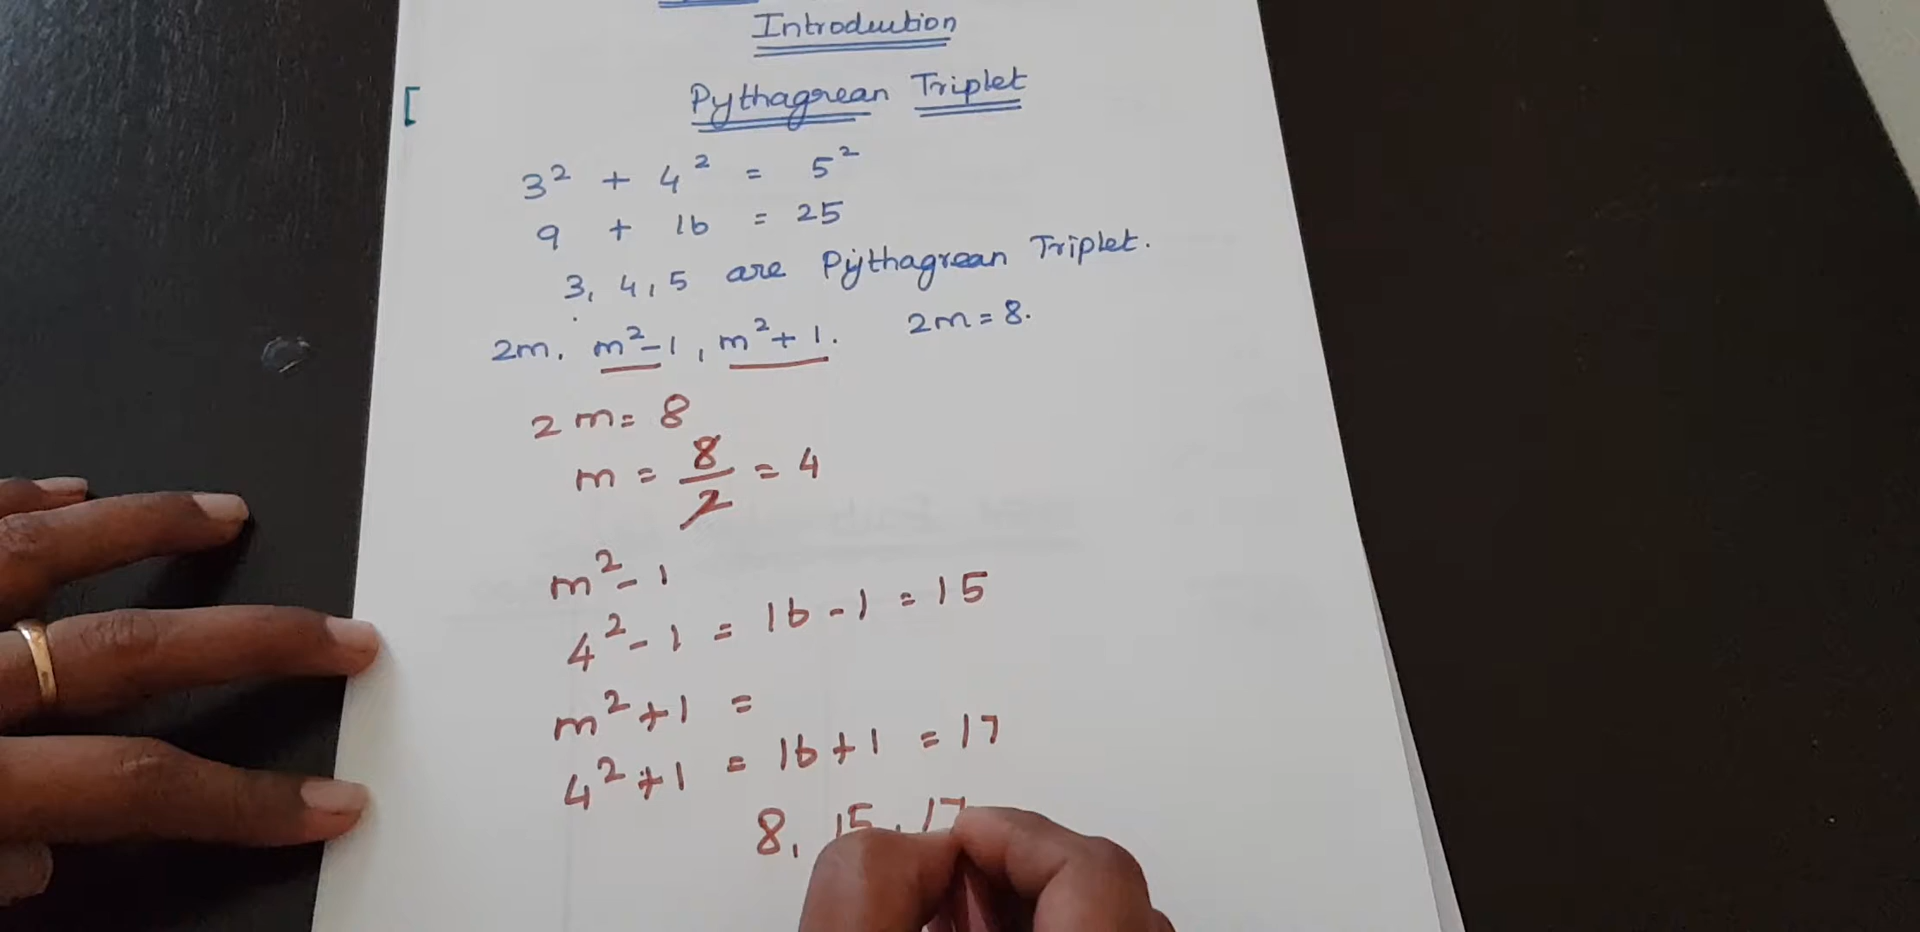 Introduction
[
Pythagrean Triplet
3² + 4² = 5²
9 + 16 = 25
3, 4, 5 are Pythagrean Triplet.
2m, m²-1, m²+1. 2m = 8.
2m = 8
m = 8/2 = 4
m²-1
4²-1 = 16-1 = 15
m²+1 =
4²+1 = 16+1 = 17
8, 15, 17